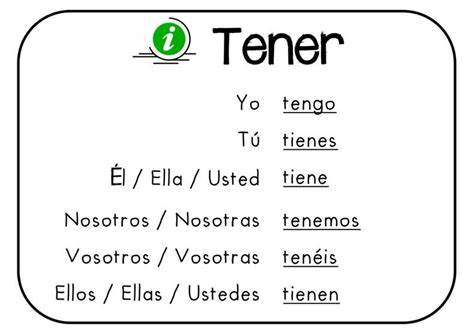 i Tener
Yo tengo
Tú tienes
Él / Ella / Usted tiene
Nosotros / Nosotras tenemos
Vosotros / Vosotras tenéis
Ellos / Ellas / Ustedes tienen